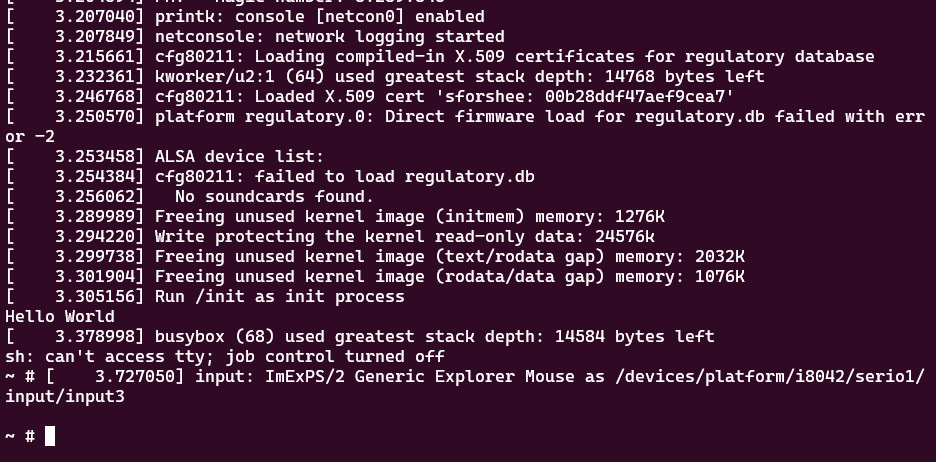 [    3.207040] printk: console [netcon0] enabled
[    3.207849] netconsole: network logging started
[    3.215661] cfg80211: Loading compiled-in X.509 certificates for regulatory database
[    3.232361] kworker/u2:1 (64) used greatest stack depth: 14768 bytes left
[    3.246768] cfg80211: Loaded X.509 cert 'sforshee: 00b28ddf47aef9cea7'
[    3.250570] platform regulatory.0: Direct firmware load for regulatory.db failed with err
or -2
[    3.253458] ALSA device list:
[    3.254384] cfg80211: failed to load regulatory.db
[    3.256062]   No soundcards found.
[    3.289989] Freeing unused kernel image (initmem) memory: 1276K
[    3.294220] Write protecting the kernel read-only data: 24576k
[    3.299738] Freeing unused kernel image (text/rodata gap) memory: 2032K
[    3.301904] Freeing unused kernel image (rodata/data gap) memory: 1076K
[    3.305156] Run /init as init process
Hello World
[    3.378998] busybox (68) used greatest stack depth: 14584 bytes left
sh: can't access tty; job control turned off
~ # [    3.727050] input: ImExPS/2 Generic Explorer Mouse as /devices/platform/i8042/serio1/
input/input3
~ #